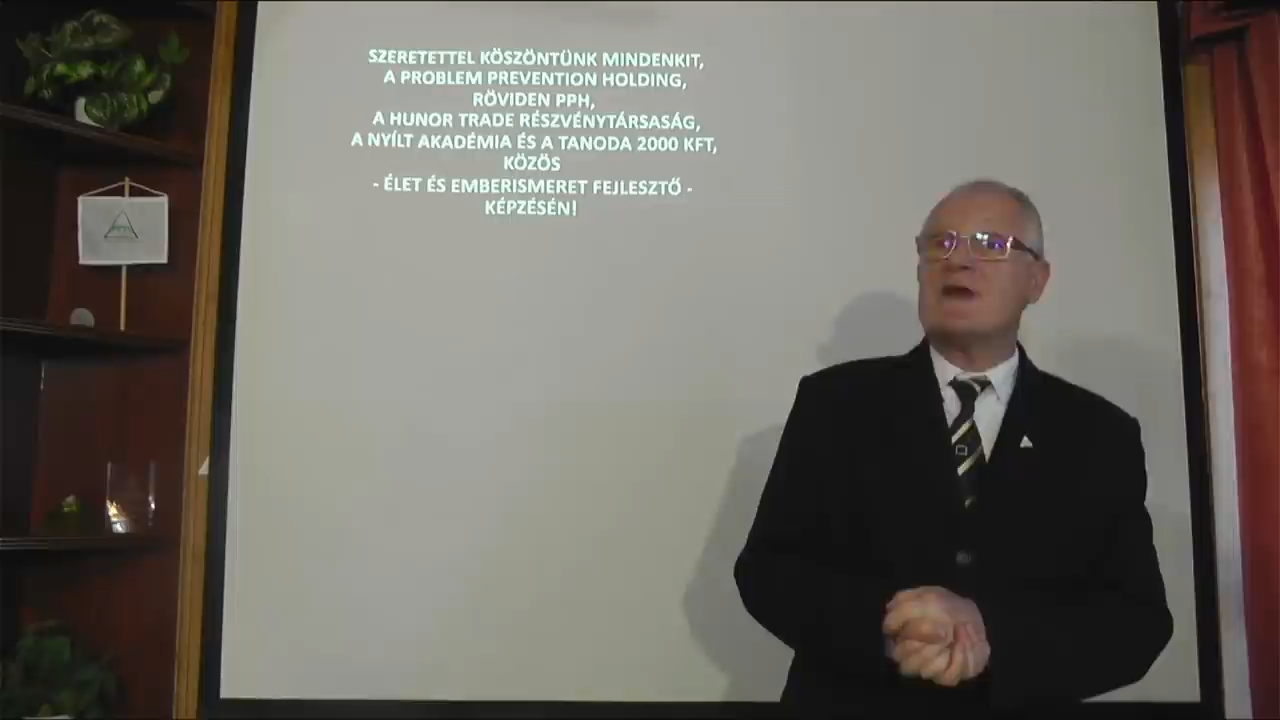 SZERETETTEL KÖSZÖNTÜNK MINDENKIT,
A PROBLEM PREVENTION HOLDING,
RÖVIDEN PPH,
A HUNOR TRADE RÉSZVÉNYTÁRSASÁG,
A NYÍLT AKADÉMIA ÉS A TANODA 2000 KFT,
KÖZÖS
- ÉLET ÉS EMBERISMERET FEJLESZTŐ -
KÉPZÉSÉN!